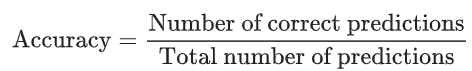 Accuracy = Number of correct predictions
Total number of predictions